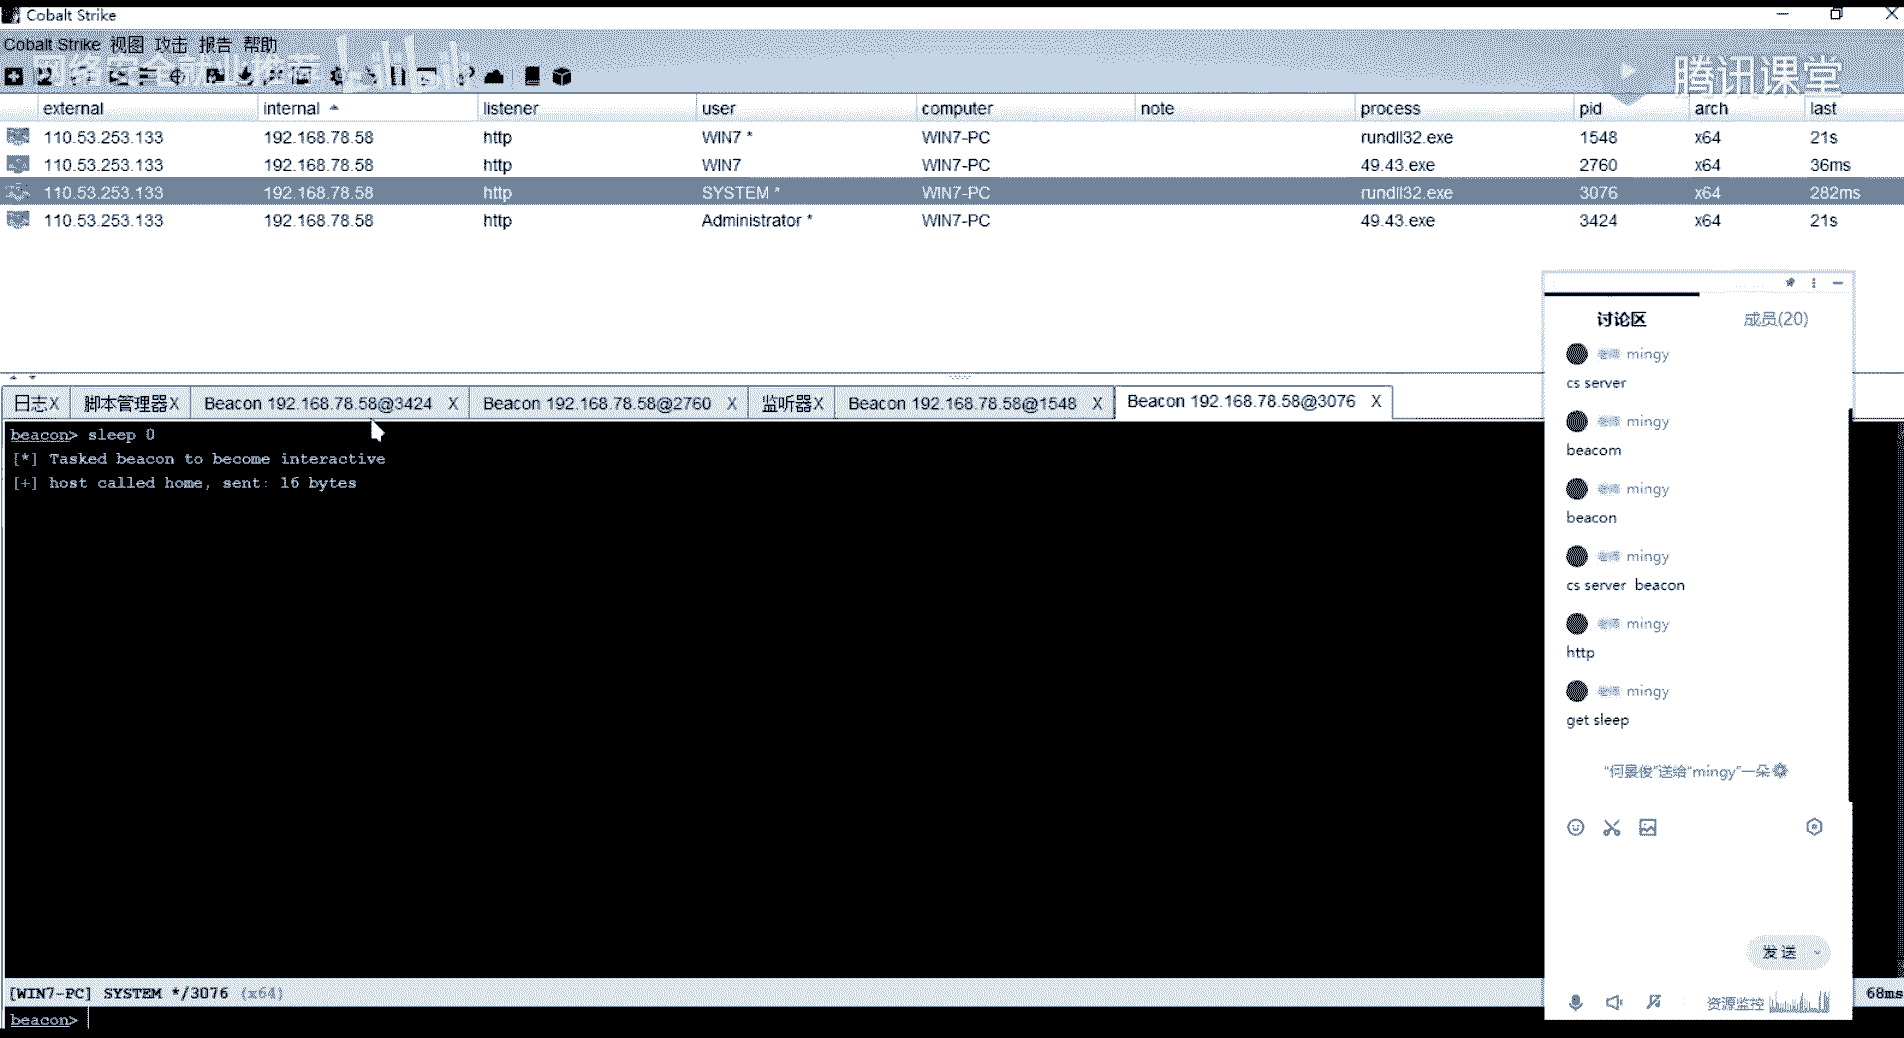 Cobalt Strike
Cobalt Strike 视图 攻击 报告 帮助
网络安全就业推荐
bilibili
腾讯课堂
external internal listener user computer note process pid arch last
110.53.253.133 192.168.78.58 http WIN7 * WIN7-PC rundll32.exe 1548 x64 21s
110.53.253.133 192.168.78.58 http WIN7 WIN7-PC 49.43.exe 2760 x64 36ms
110.53.253.133 192.168.78.58 http SYSTEM * WIN7-PC rundll32.exe 3076 x64 282ms
110.53.253.133 192.168.78.58 http Administrator * WIN7-PC 49.43.exe 3424 x64 21s
日志X 脚本管理器X Beacon 192.168.78.58@3424 X Beacon 192.168.78.58@2760 X 监听器X Beacon 192.168.78.58@1548 X Beacon 192.168.78.58@3076 X
beacon> sleep 0
[*] Tasked beacon to become interactive
[+] host called home, sent: 16 bytes
[WIN7-PC] SYSTEM */3076 (x64)
68ms
beacon>
讨论区 成员(20)
mingy
cs server
mingy
beacom
mingy
beacon
mingy
cs server beacon
mingy
http
mingy
get sleep
"何景俊"送给"mingy"一朵
发送
资源监控